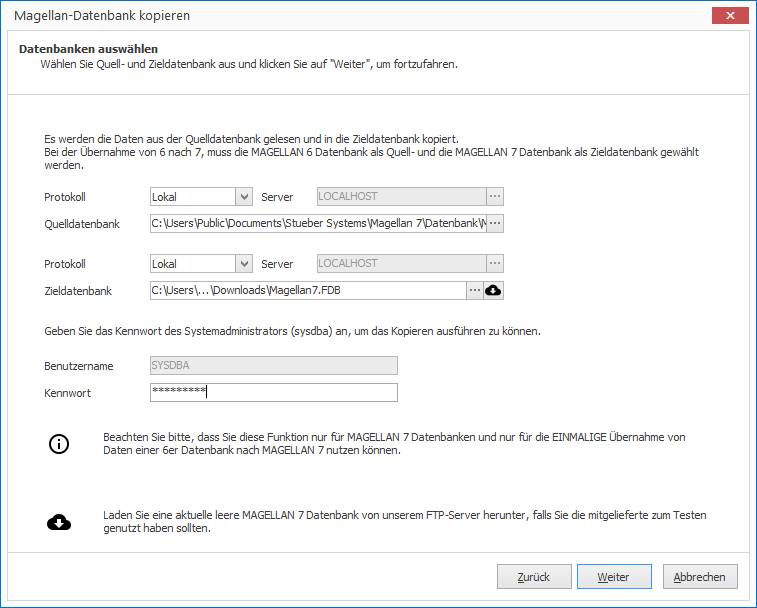 Magellan-Datenbank kopieren
Datenbanken auswählen
Wählen Sie Quell- und Zieldatenbank aus und klicken Sie auf "Weiter", um fortzufahren.
Es werden die Daten aus der Quelldatenbank gelesen und in die Zieldatenbank kopiert.
Bei der Übernahme von 6 nach 7, muss die MAGELLAN 6 Datenbank als Quell- und die MAGELLAN 7 Datenbank als Zieldatenbank gewählt
werden.
Protokoll Lokal Server LOCALHOST ...
Quelldatenbank C:\Users\Public\Documents\Stueber Systems\Magellan 7\Datenbank\M ...
Protokoll Lokal Server LOCALHOST ...
Zieldatenbank C:\Users\...\Downloads\Magellan7.FDB ...
Geben Sie das Kennwort des Systemadministrators (sysdba) an, um das Kopieren ausführen zu können.
Benutzername SYSDBA
Kennwort *********
Beachten Sie bitte, dass Sie diese Funktion nur für MAGELLAN 7 Datenbanken und nur für die EINMALIGE Übernahme von
Daten einer 6er Datenbank nach MAGELLAN 7 nutzen können.
Laden Sie eine aktuelle leere MAGELLAN 7 Datenbank von unserem FTP-Server herunter, falls Sie die mitgelieferte zum Testen
genutzt haben sollten.
Zurück Weiter Abbrechen